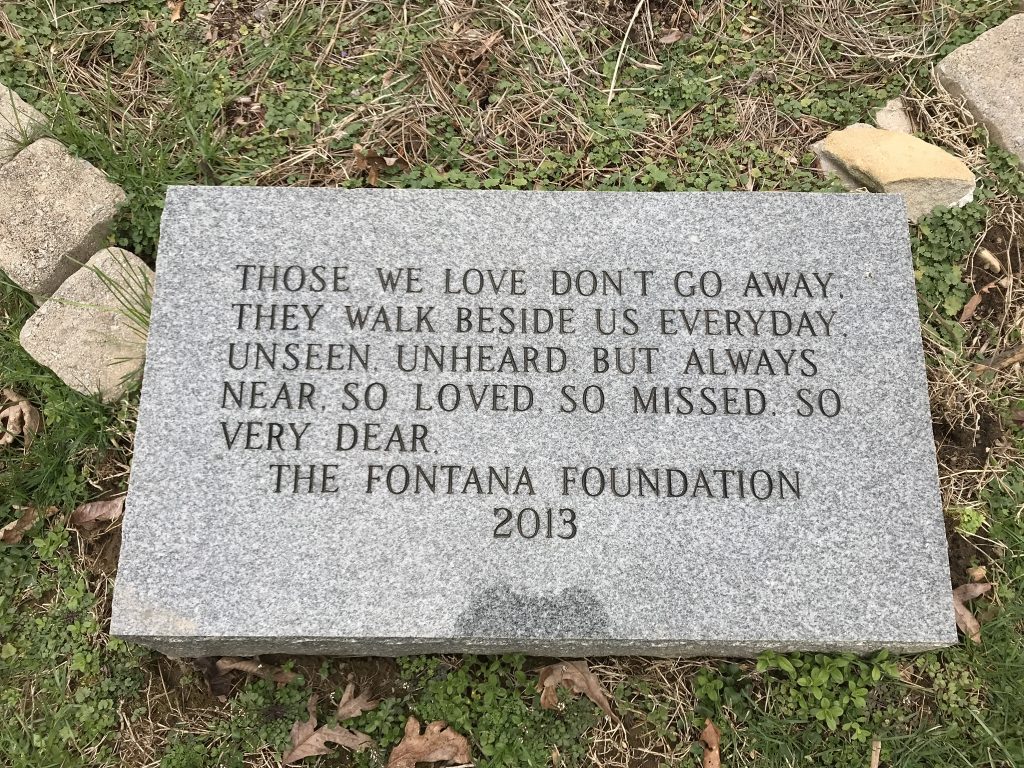 THOSE WE LOVE DON'T GO AWAY,
THEY WALK BESIDE US EVERYDAY,
UNSEEN, UNHEARD, BUT ALWAYS
NEAR, SO LOVED, SO MISSED, SO
VERY DEAR.
THE FONTANA FOUNDATION
2013